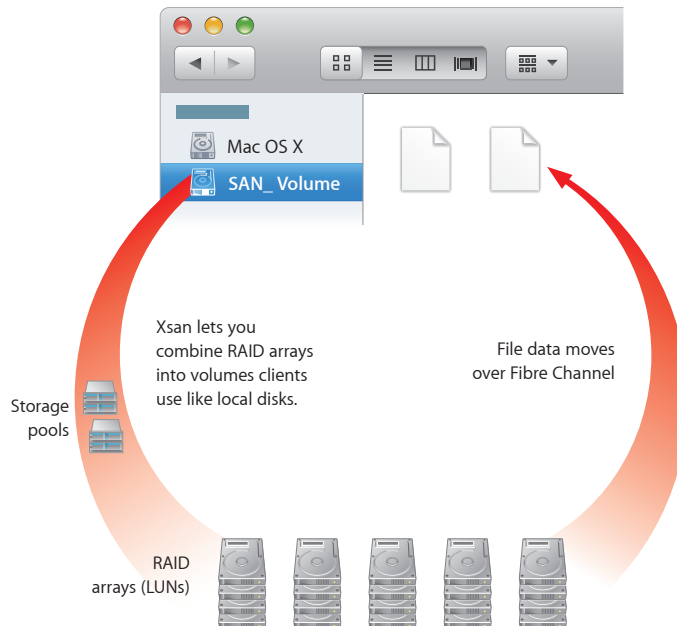 Mac OS X
SAN_ Volume
Xsan lets you
combine RAID arrays
into volumes clients
use like local disks.
File data moves
over Fibre Channel
Storage
pools
RAID
arrays (LUNs)